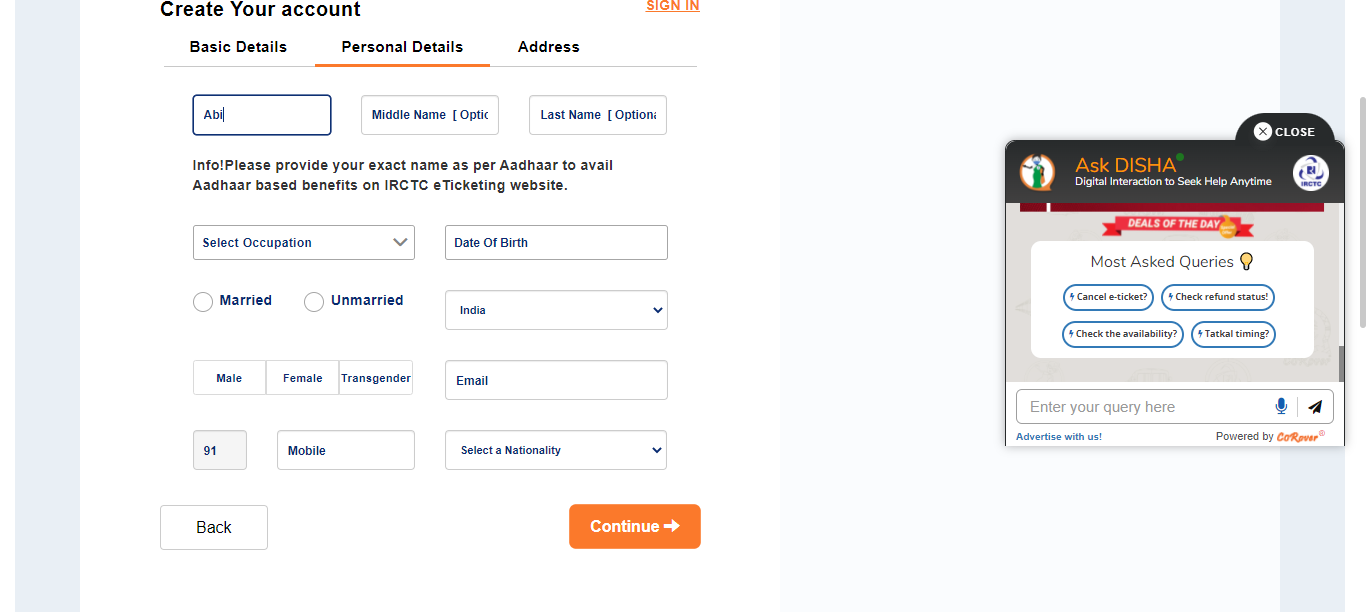 Create Your account
SIGN IN
Basic Details
Personal Details
Address
Abi
Middle Name [ Optic
Last Name [ Optiona
Info!Please provide your exact name as per Aadhaar to avail
Aadhaar based benefits on IRCTC eTicketing website.
Select Occupation
Date Of Birth
Married
Unmarried
India
Male
Female
Transgender
Email
91
Mobile
Select a Nationality
Back
Continue
CLOSE
Ask DISHA
Digital Interaction to Seek Help Anytime
IRCTC
DEALS OF THE DAY
Most Asked Queries
Cancel e-ticket?
Check refund status!
Check the availability?
Tatkal timing?
Enter your query here
Advertise with us!
Powered by CoRover®